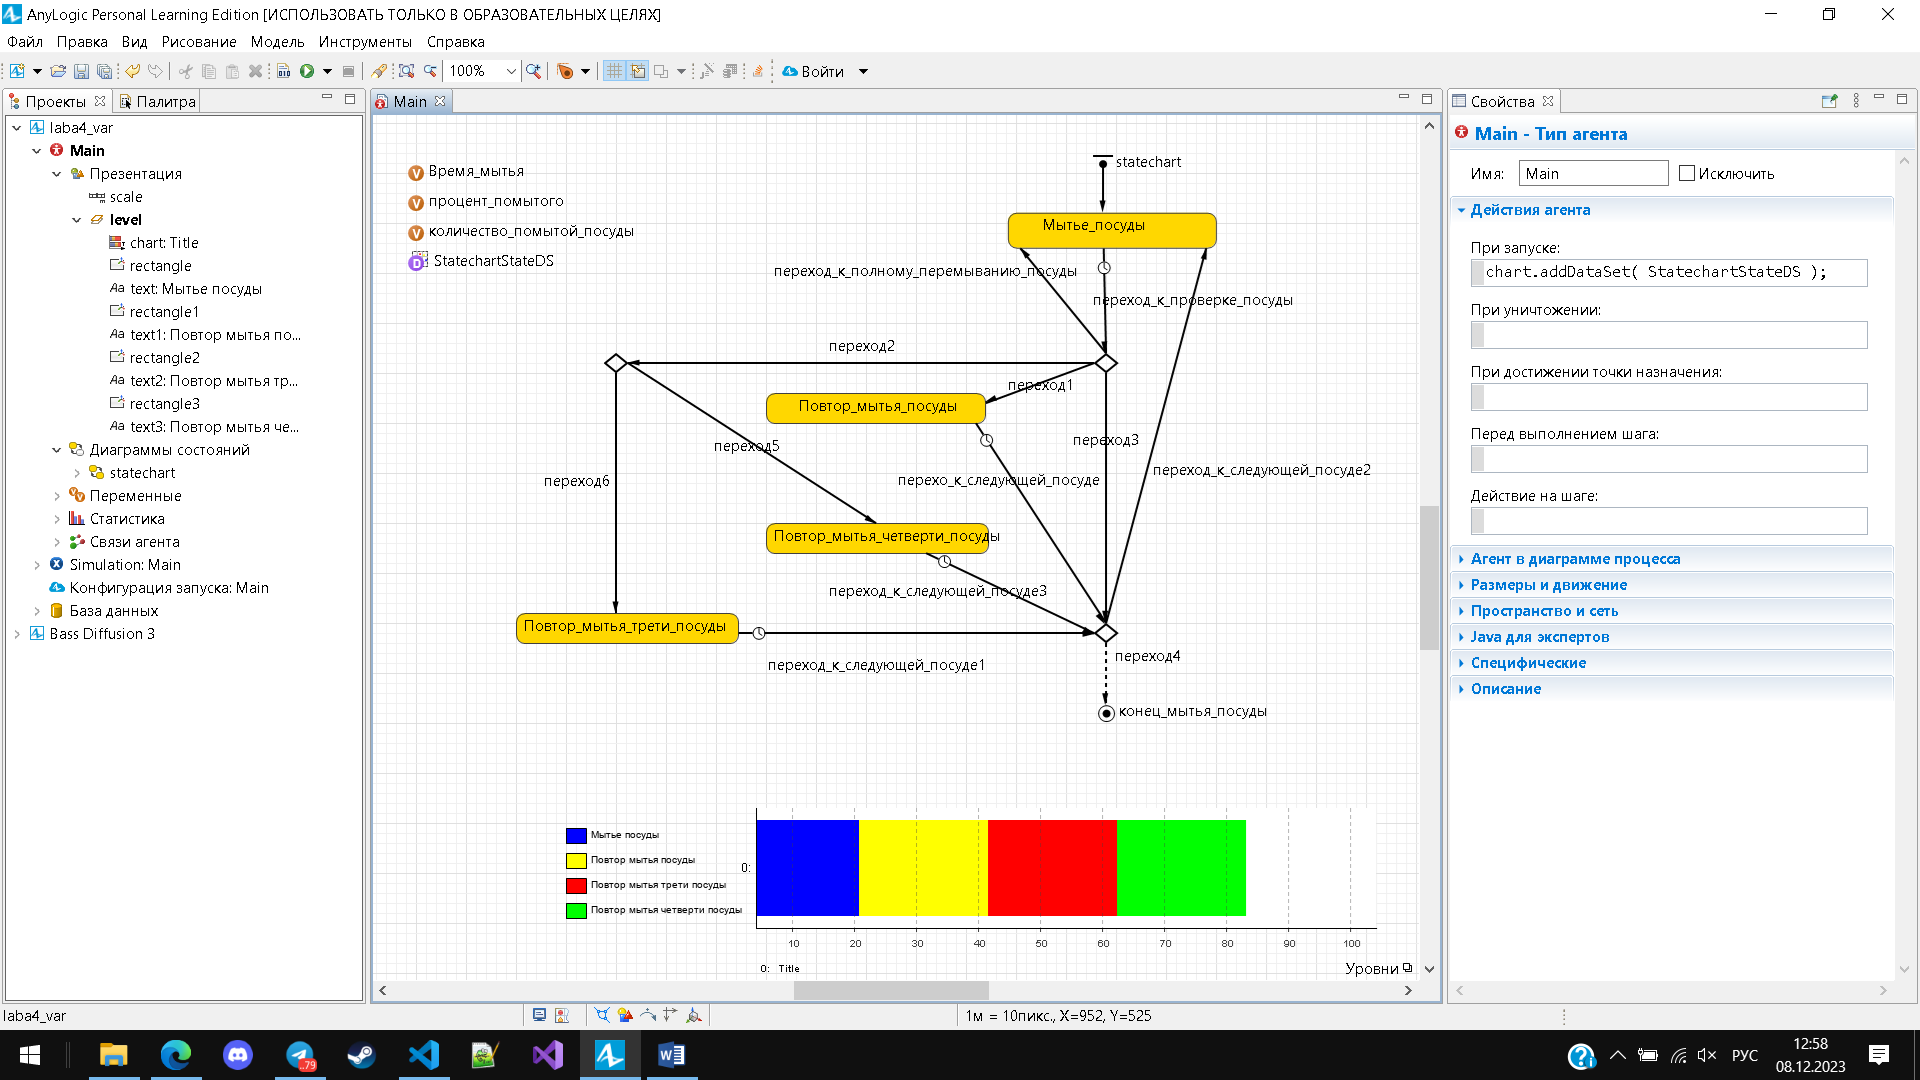 AnyLogic Personal Learning Edition [ИСПОЛЬЗОВАТЬ ТОЛЬКО В ОБРАЗОВАТЕЛЬНЫХ ЦЕЛЯХ]
Файл Правка Вид Рисование Модель Инструменты Справка
100% Войти
Проекты Палитра
laba4_var
Main
Презентация
scale
level
chart: Title
rectangle
Aa text: Мытье посуды
rectangle1
Aa text1: Повтор мытья по...
rectangle2
Aa text2: Повтор мытья тр...
rectangle3
Aa text3: Повтор мытья че...
Диаграммы состояний
statechart
Переменные
Статистика
Связи агента
Simulation: Main
Конфигурация запуска: Main
База данных
Bass Diffusion 3
Main
V Время_мытья
V процент_помытого
V количество_помытой_посуды
D StatechartStateDS
statechart
Мытье_посуды
переход_к_полному_перемыванию_посуды
переход_к_проверке_посуды
переход2
переход1
Повтор_мытья_посуды
переход5
переход3
переход6
перехо_к_следующей_посуде
переход_к_следующей_посуде2
Повтор_мытья_четверти_посуды
переход_к_следующей_посуде3
Повтор_мытья_трети_посуды
переход_к_следующей_посуде1
переход4
конец_мытья_посуды
Мытье посуды
Повтор мытья посуды
Повтор мытья трети посуды
Повтор мытья четверти посуды
0:
10 20 30 40 50 60 70 80 90 100
0: Title
Уровни
Свойства
Main - Тип агента
Имя: Main Исключить
Действия агента
При запуске:
chart.addDataSet( StatechartStateDS );
При уничтожении:
При достижении точки назначения:
Перед выполнением шага:
Действие на шаге:
Агент в диаграмме процесса
Размеры и движение
Пространство и сеть
Java для экспертов
Специфические
Описание
laba4_var
1м = 10пикс., X=952, Y=525
79
РУС
12:58
08.12.2023